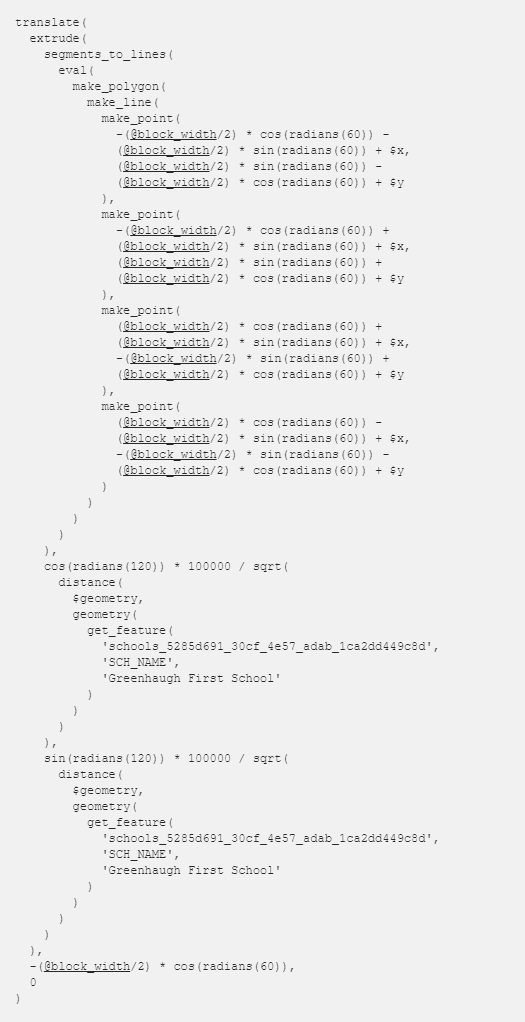 translate(
  extrude(
    segments_to_lines(
      eval(
        make_polygon(
          make_line(
            make_point(
              -(@block_width/2) * cos(radians(60)) -
              (@block_width/2) * sin(radians(60)) + $x,
              (@block_width/2) * sin(radians(60)) -
              (@block_width/2) * cos(radians(60)) + $y
            ),
            make_point(
              -(@block_width/2) * cos(radians(60)) +
              (@block_width/2) * sin(radians(60)) + $x,
              (@block_width/2) * sin(radians(60)) +
              (@block_width/2) * cos(radians(60)) + $y
            ),
            make_point(
              (@block_width/2) * cos(radians(60)) +
              (@block_width/2) * sin(radians(60)) + $x,
              -(@block_width/2) * sin(radians(60)) +
              (@block_width/2) * cos(radians(60)) + $y
            ),
            make_point(
              (@block_width/2) * cos(radians(60)) -
              (@block_width/2) * sin(radians(60)) + $x,
              -(@block_width/2) * sin(radians(60)) -
              (@block_width/2) * cos(radians(60)) + $y
            )
          )
        )
      )
    ),
    cos(radians(120)) * 100000 / sqrt(
      distance(
        $geometry,
        geometry(
          get_feature(
            'schools_5285d691_30cf_4e57_adab_1ca2dd449c8d',
            'SCH_NAME',
            'Greenhaugh First School'
          )
        )
      )
    ),
    sin(radians(120)) * 100000 / sqrt(
      distance(
        $geometry,
        geometry(
          get_feature(
            'schools_5285d691_30cf_4e57_adab_1ca2dd449c8d',
            'SCH_NAME',
            'Greenhaugh First School'
          )
        )
      )
    )
  ),
  -(@block_width/2) * cos(radians(60)),
  0
)